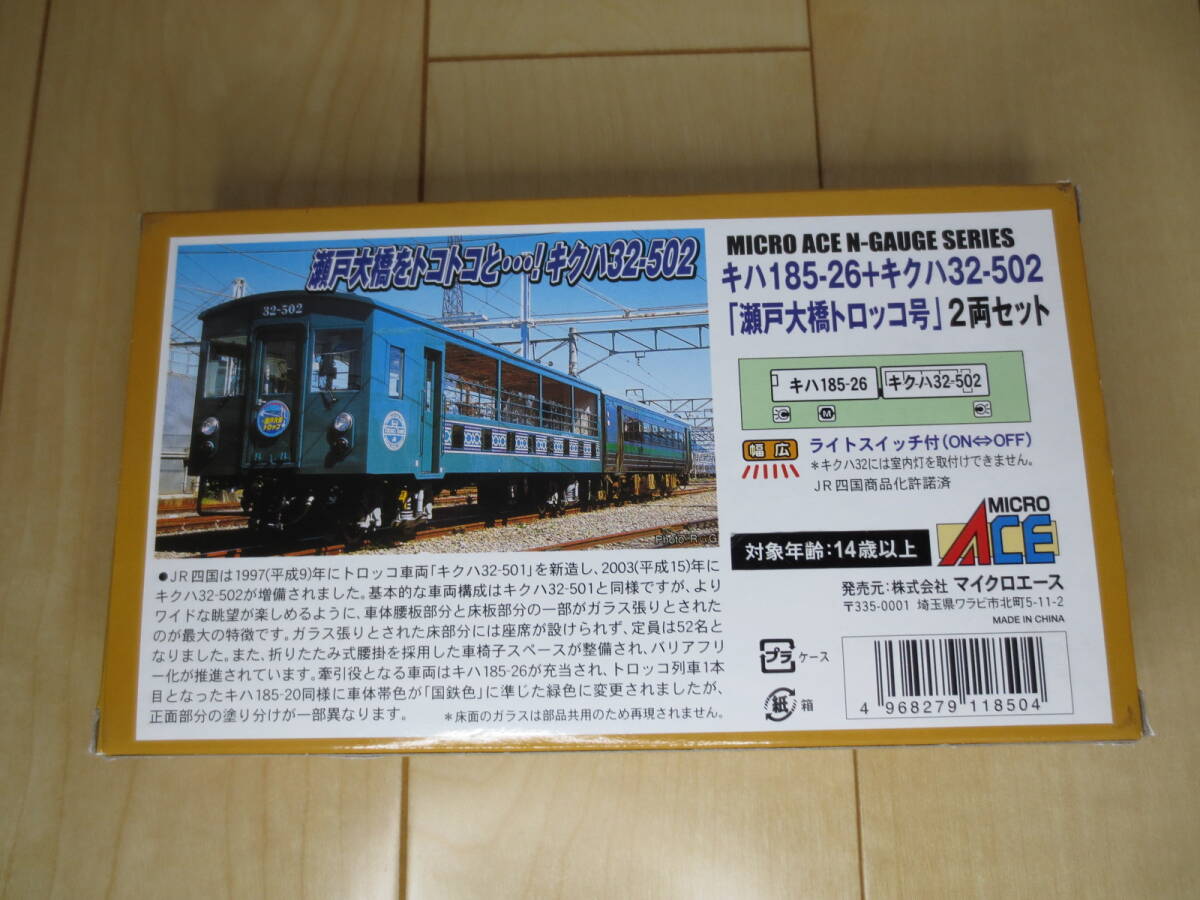 瀬戸大橋をトコトコと・・・!キクハ32-502
32-502
Photo:R.G
●JR四国は1997(平成9)年にトロッコ車両「キクハ32-501」を新造し、2003(平成15)年に
キクハ32-502が増備されました。基本的な車両構成はキクハ32-501と同様ですが、より
ワイドな眺望が楽しめるように、車体腰板部分と床板部分の一部がガラス張りとされた
のが最大の特徴です。ガラス張りとされた床部分には座席が設けられず、定員は52名と
なりました。また、折りたたみ式腰掛を採用した車椅子スペースが整備され、バリアフリ
ー化が推進されています。牽引役となる車両はキハ185-26が充当され、トロッコ列車1本
目となったキハ185-20同様に車体帯色が「国鉄色」に準じた緑色に変更されましたが、
正面部分の塗り分けが一部異なります。 *床面のガラスは部品共用のため再現されません。
MICRO ACE N-GAUGE SERIES
キハ185-26+キクハ32-502
「瀬戸大橋トロッコ号」2両セット
キハ185-26 キクハ32-502
M
幅広 ライトスイッチ付(ON⇔OFF)
*キクハ32には室内灯を取付けできません。
JR四国商品化許諾済
MICRO
ACE
対象年齢:14歳以上
発売元:株式会社 マイクロエース
〒335-0001 埼玉県ワラビ市北町5-11-2
MADE IN CHINA
プラ ケース
紙 箱
4 968279 118504